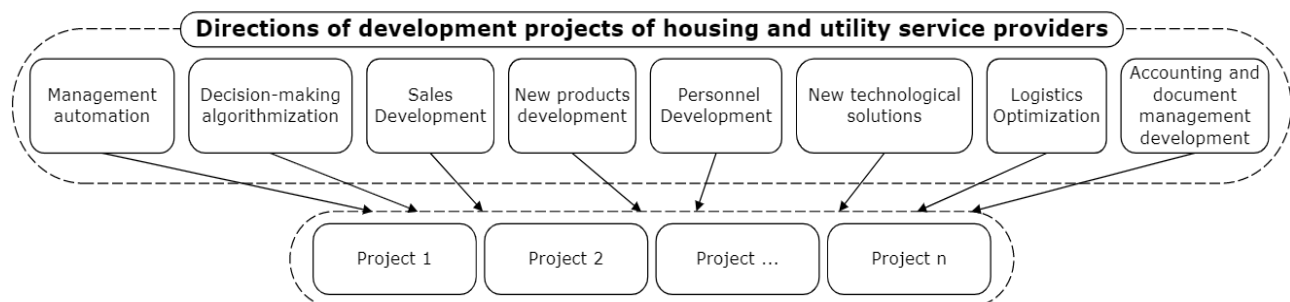 Directions of development projects of housing and utility service providers
Management
automation
Decision-making
algorithmization
Sales
Development
New products
development
Personnel
Development
New technological
solutions
Logistics
Optimization
Accounting and
document
management
development
Project 1
Project 2
Project ...
Project n